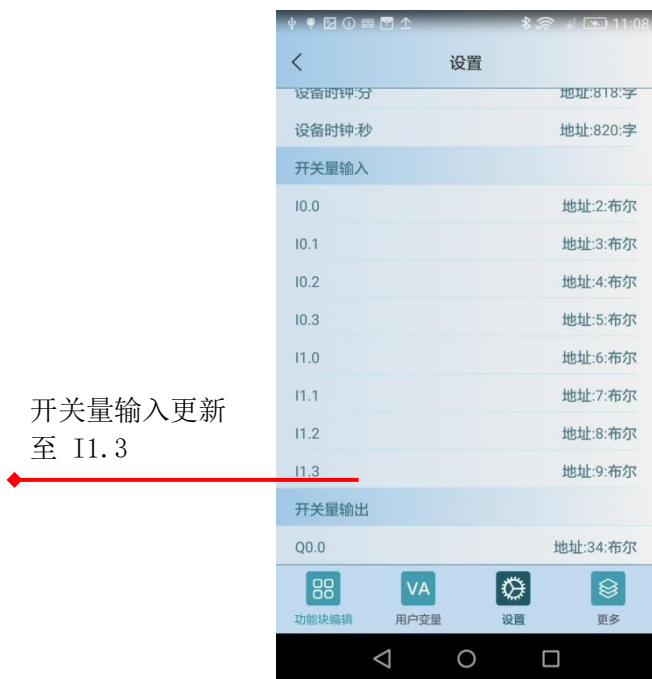 11:08
设置
设备时钟:分 地址:818:字
设备时钟:秒 地址:820:字
开关量输入
I0.0 地址:2:布尔
I0.1 地址:3:布尔
I0.2 地址:4:布尔
I0.3 地址:5:布尔
I1.0 地址:6:布尔
I1.1 地址:7:布尔
开关量输入更新
至 I1.3
I1.2 地址:8:布尔
I1.3 地址:9:布尔
开关量输出
Q0.0 地址:34:布尔
VA
功能块编辑 用户变量 设置 更多